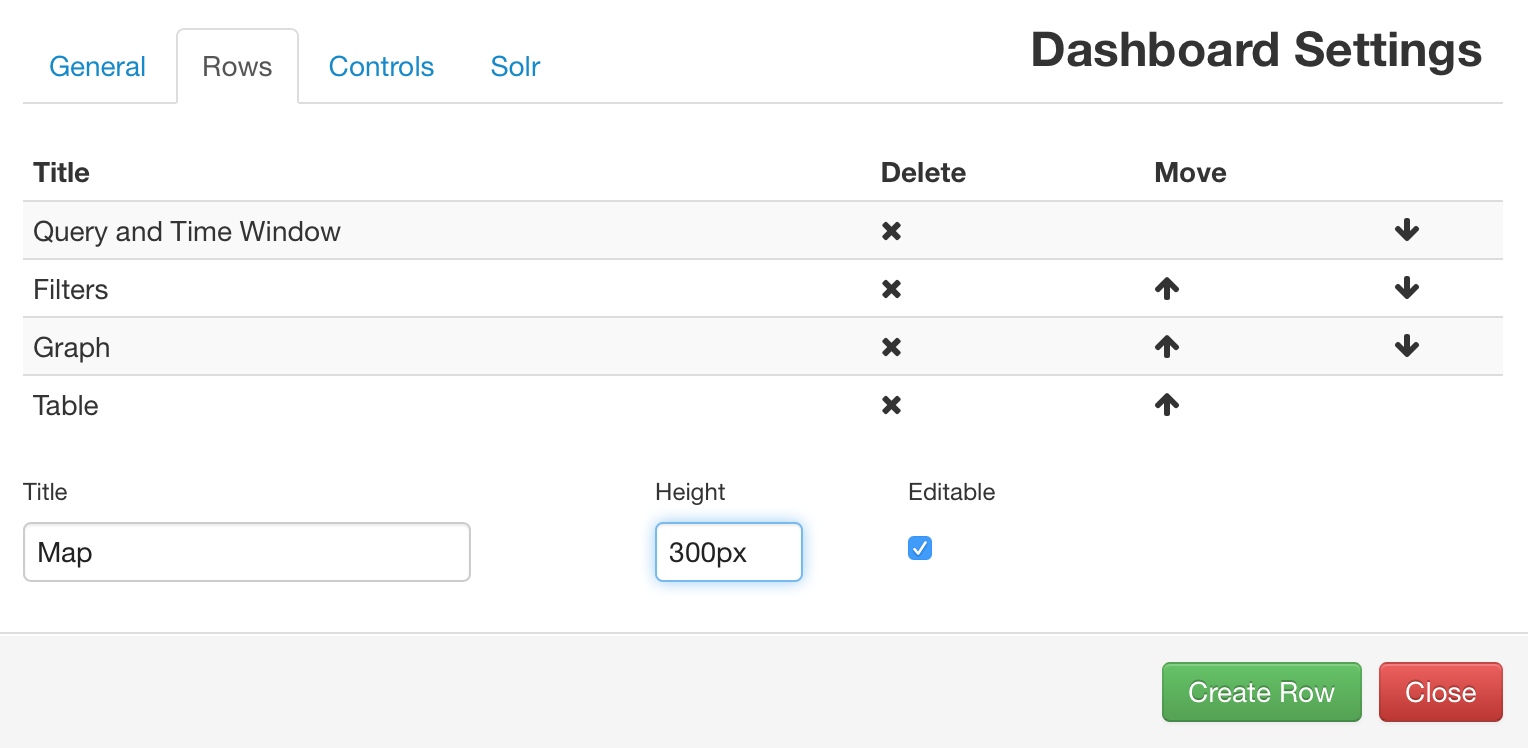 General Rows Controls Solr Dashboard Settings
Title Delete Move
Query and Time Window
Filters
Graph
Table
Title Height Editable
Map 300px
Create Row Close